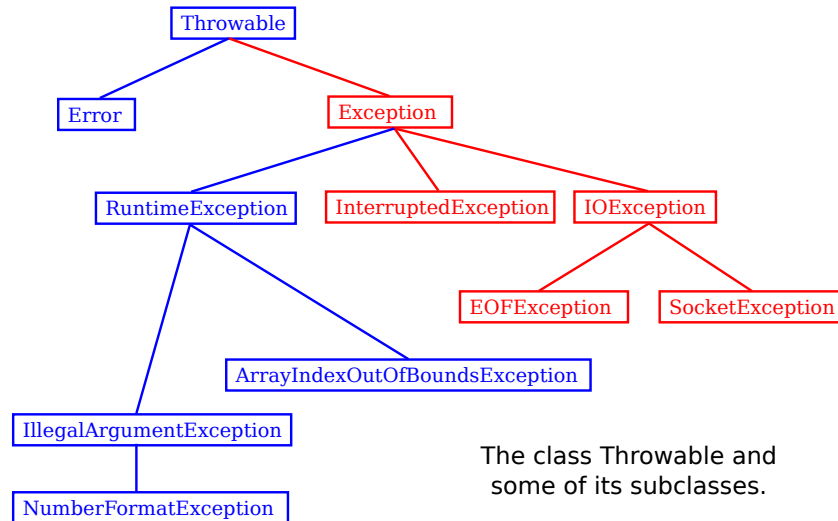 Throwable
Error
Exception
RuntimeException
InterruptedException
IOException
EOFException
SocketException
ArrayIndexOutOfBoundsException
IllegalArgumentException
NumberFormatException
The class Throwable and
some of its subclasses.